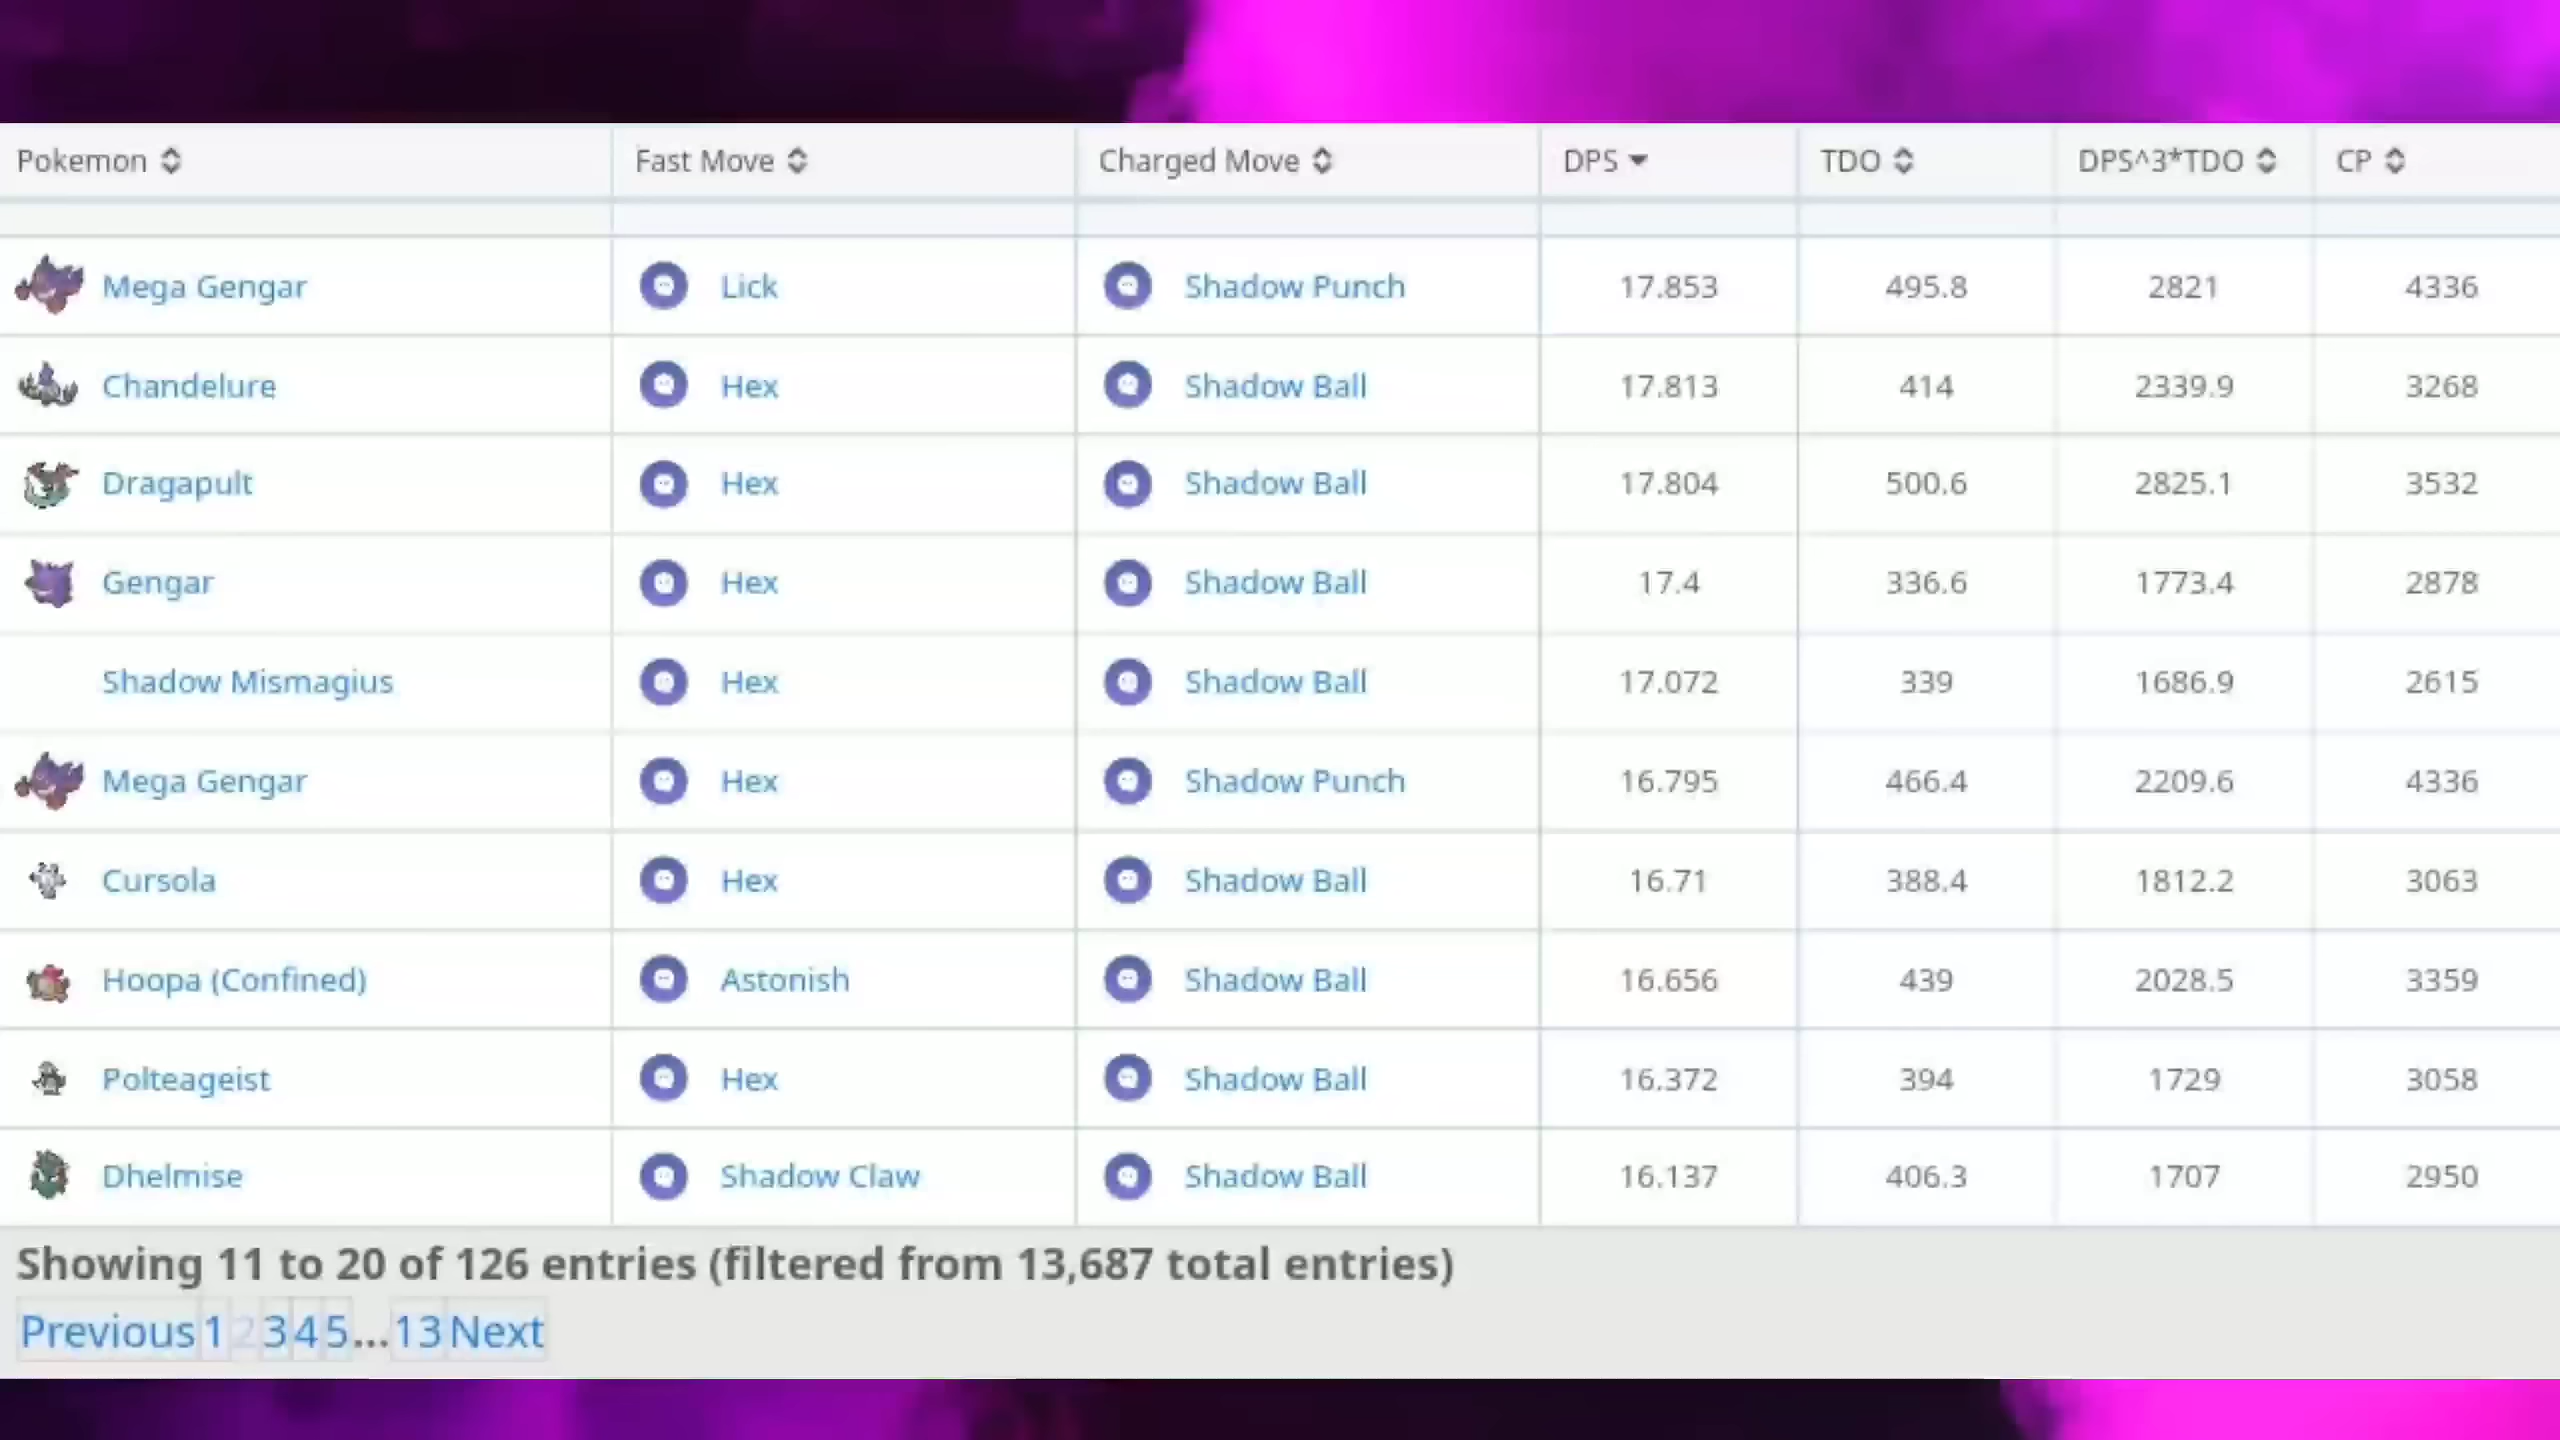 Pokemon Fast Move Charged Move DPS TDO DPS^3*TDO CP
Mega Gengar Lick Shadow Punch 17.853 495.8 2821 4336
Chandelure Hex Shadow Ball 17.813 414 2339.9 3268
Dragapult Hex Shadow Ball 17.804 500.6 2825.1 3532
Gengar Hex Shadow Ball 17.4 336.6 1773.4 2878
Shadow Mismagius Hex Shadow Ball 17.072 339 1686.9 2615
Mega Gengar Hex Shadow Punch 16.795 466.4 2209.6 4336
Cursola Hex Shadow Ball 16.71 388.4 1812.2 3063
Hoopa (Confined) Astonish Shadow Ball 16.656 439 2028.5 3359
Polteageist Hex Shadow Ball 16.372 394 1729 3058
Dhelmise Shadow Claw Shadow Ball 16.137 406.3 1707 2950
Showing 11 to 20 of 126 entries (filtered from 13,687 total entries)
Previous 1 2 3 4 5 ... 13 Next